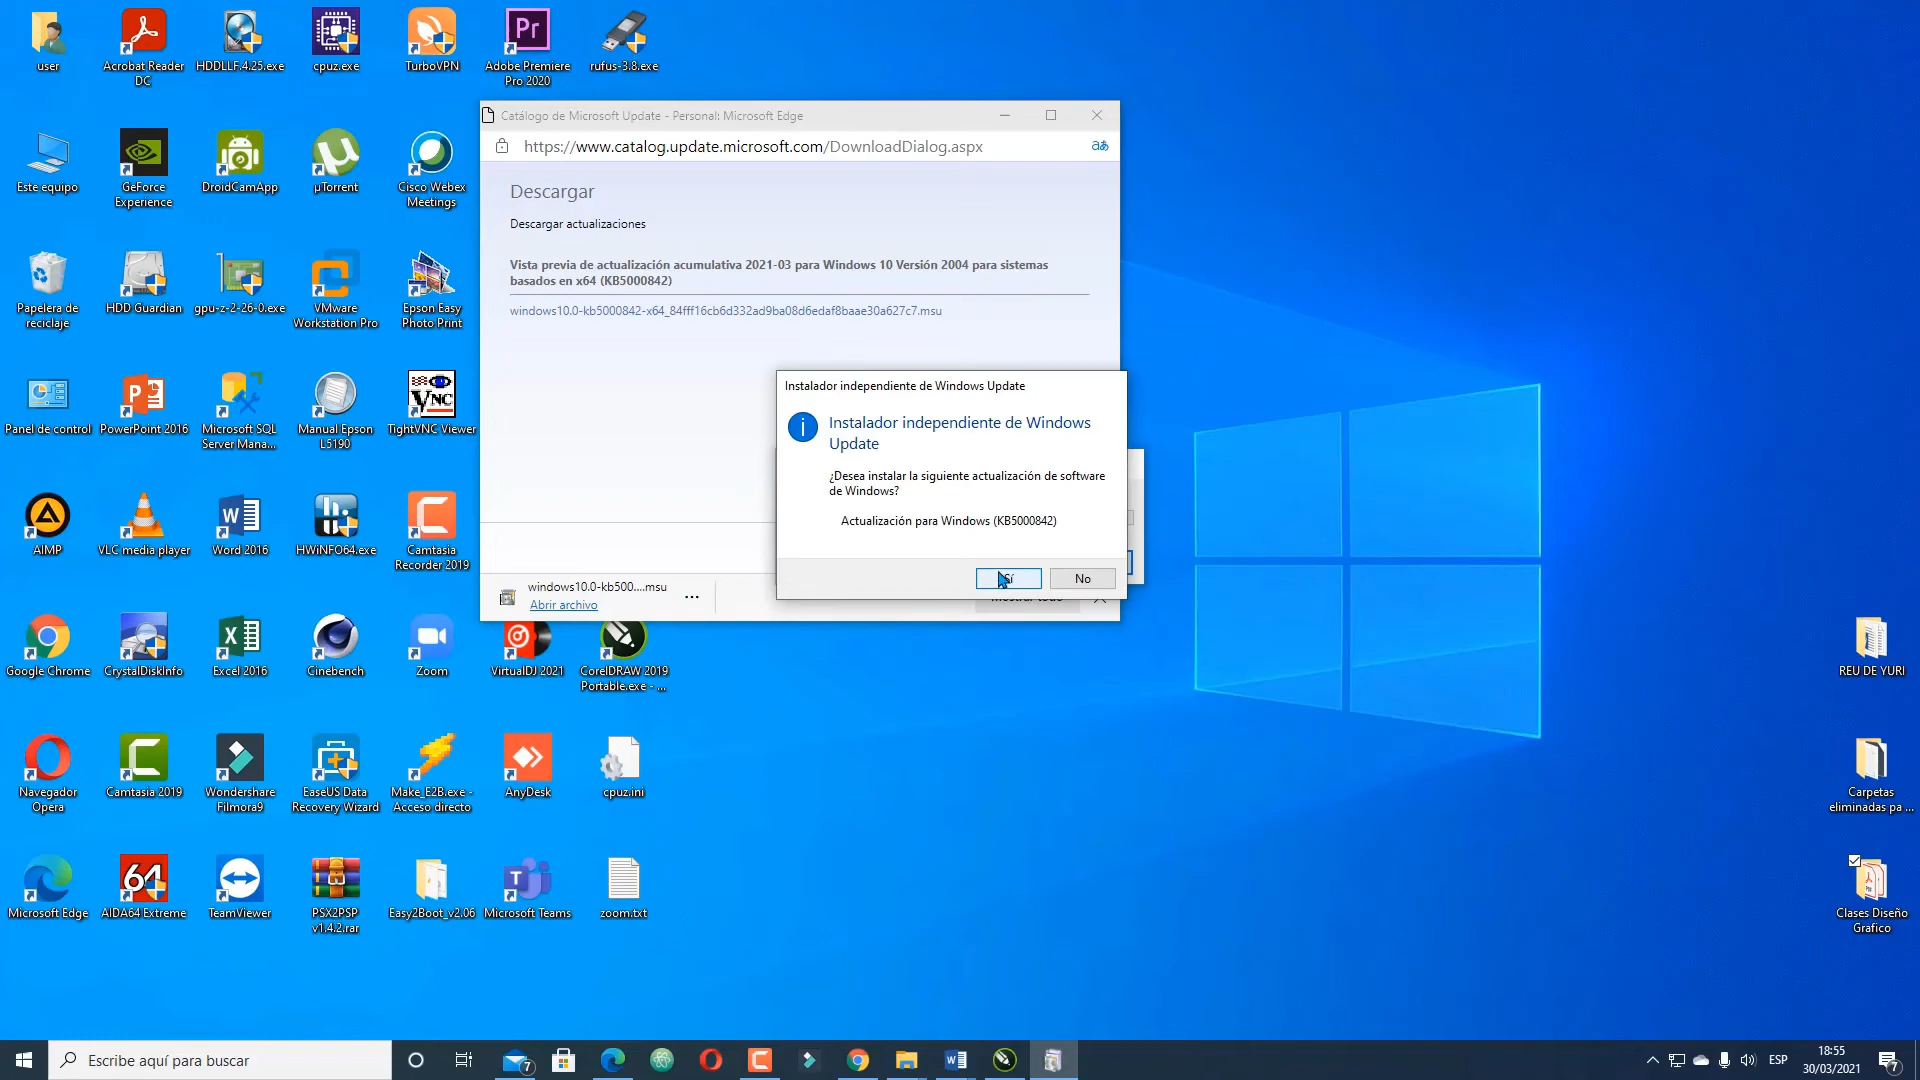 user
Acrobat Reader
DC
HDDLLF.4.25.exe
cpuz.exe
TurboVPN
Pr
Adobe Premiere
Pro 2020
rufus-3.8.exe
Este equipo
GeForce
Experience
DroidCamApp
µTorrent
Cisco Webex
Meetings
Papelera de
reciclaje
HDD Guardian
gpu-z-2-26-0.exe
VMware
Workstation Pro
Epson Easy
Photo Print
Panel de control
PowerPoint 2016
Microsoft SQL
Server Mana...
Manual Epson
L5190
VNC
TightVNC Viewer
AIMP
VLC media player
Word 2016
HWiNFO64.exe
Camtasia
Recorder 2019
Google Chrome
CrystalDiskInfo
Excel 2016
Cinebench
Zoom
VirtualDJ 2021
CorelDRAW 2019
Portable.exe - ...
Navegador
Opera
Camtasia 2019
Wondershare
Filmora9
EaseUS Data
Recovery Wizard
Make_E2B.exe -
Acceso directo
AnyDesk
cpuz.ini
Microsoft Edge
64
AIDA64 Extreme
TeamViewer
PSX2PSP
v1.4.2.rar
Easy2Boot_v2.06
Microsoft Teams
zoom.txt
Catálogo de Microsoft Update - Personal: Microsoft Edge
https://www.catalog.update.microsoft.com/DownloadDialog.aspx
Descargar
Descargar actualizaciones
Vista previa de actualización acumulativa 2021-03 para Windows 10 Versión 2004 para sistemas
basados en x64 (KB5000842)
windows10.0-kb5000842-x64_84fff16cb6d332ad9ba08d6edaf8baae30a627c7.msu
Instalador independiente de Windows Update
Instalador independiente de Windows
Update
¿Desea instalar la siguiente actualización de software
de Windows?
Actualización para Windows (KB5000842)
Sí
No
windows10.0-kb500....msu
Abrir archivo
Mostrar todo
REU DE YURI
Carpetas
eliminadas pa ...
Clases Diseño
Grafico
Escribe aquí para buscar
7
ESP
18:55
30/03/2021
7